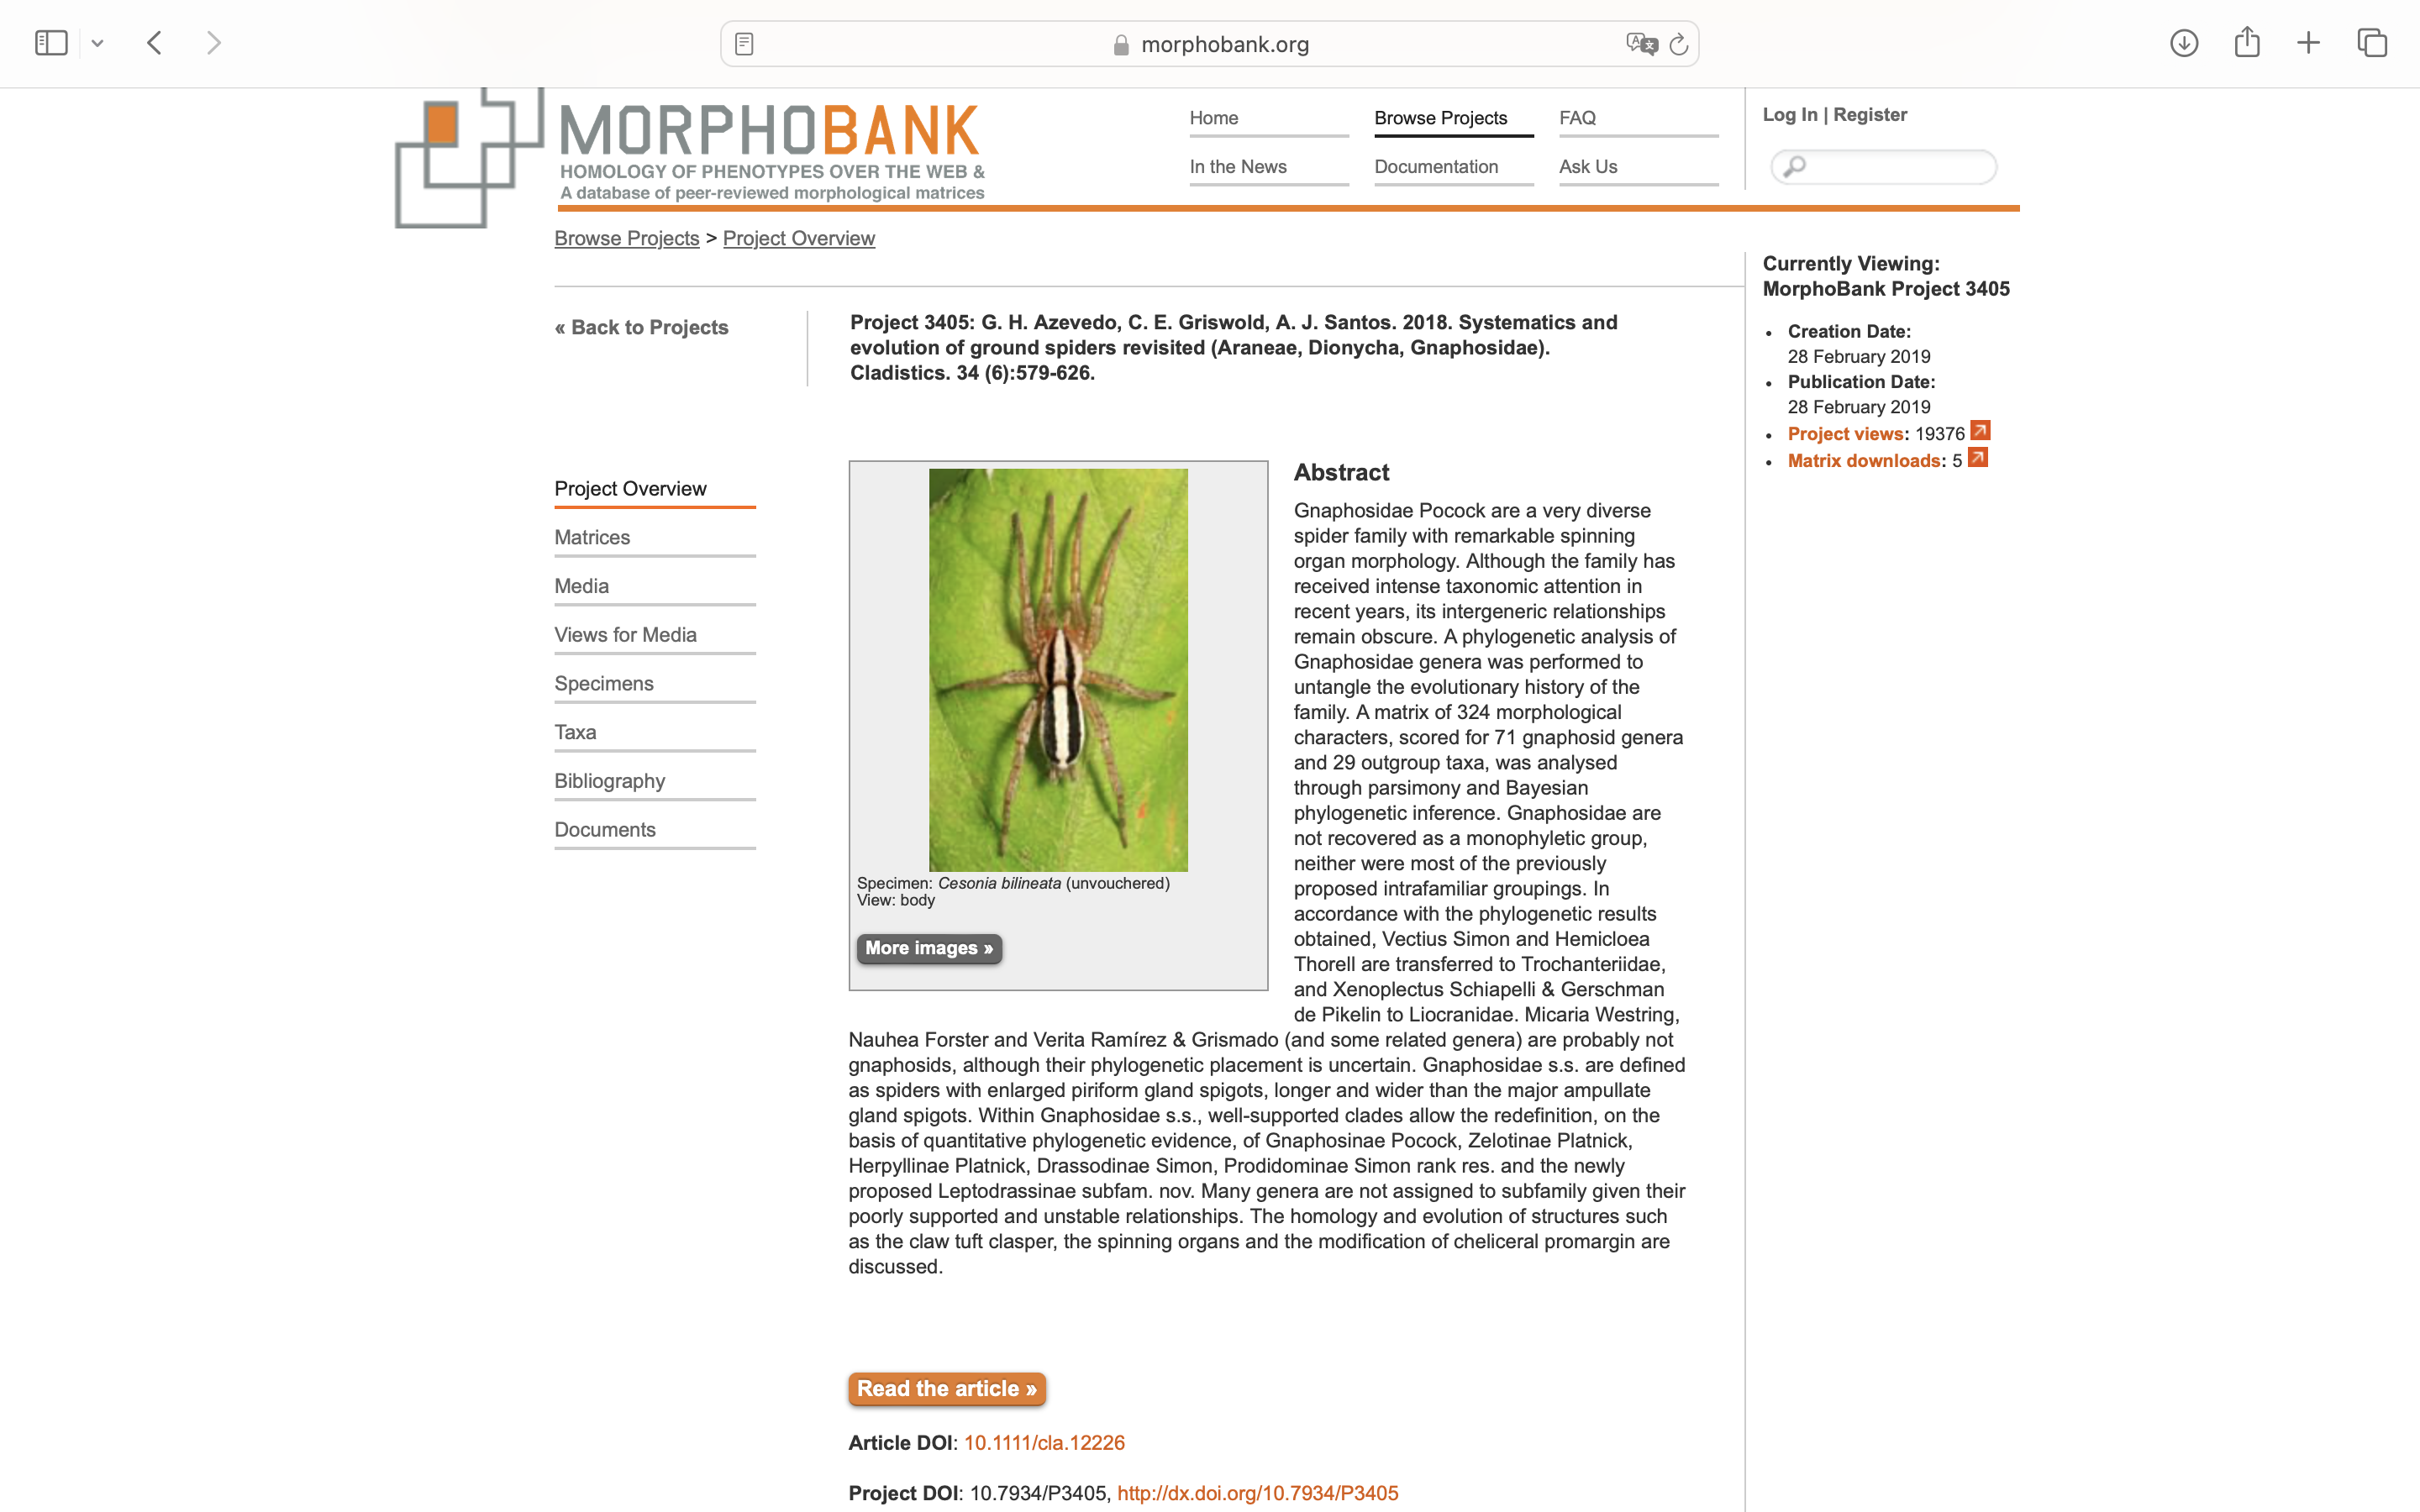 morphobank.org
MORPHOBANK
HOMOLOGY OF PHENOTYPES OVER THE WEB &
A database of peer-reviewed morphological matrices
Home
Browse Projects
FAQ
In the News
Documentation
Ask Us
Log In | Register
Browse Projects > Project Overview
« Back to Projects
Project 3405: G. H. Azevedo, C. E. Griswold, A. J. Santos. 2018. Systematics and
evolution of ground spiders revisited (Araneae, Dionycha, Gnaphosidae).
Cladistics. 34 (6):579-626.
Currently Viewing:
MorphoBank Project 3405
• Creation Date:
28 February 2019
• Publication Date:
28 February 2019
• Project views: 19376
• Matrix downloads: 5
Project Overview
Matrices
Media
Views for Media
Specimens
Taxa
Bibliography
Documents
Specimen: Cesonia bilineata (unvouchered)
View: body
More images »
Abstract
Gnaphosidae Pocock are a very diverse
spider family with remarkable spinning
organ morphology. Although the family has
received intense taxonomic attention in
recent years, its intergeneric relationships
remain obscure. A phylogenetic analysis of
Gnaphosidae genera was performed to
untangle the evolutionary history of the
family. A matrix of 324 morphological
characters, scored for 71 gnaphosid genera
and 29 outgroup taxa, was analysed
through parsimony and Bayesian
phylogenetic inference. Gnaphosidae are
not recovered as a monophyletic group,
neither were most of the previously
proposed intrafamiliar groupings. In
accordance with the phylogenetic results
obtained, Vectius Simon and Hemicloea
Thorell are transferred to Trochanteriidae,
and Xenoplectus Schiapelli & Gerschman
de Pikelin to Liocranidae. Micaria Westring,
Nauhea Forster and Verita Ramírez & Grismado (and some related genera) are probably not
gnaphosids, although their phylogenetic placement is uncertain. Gnaphosidae s.s. are defined
as spiders with enlarged piriform gland spigots, longer and wider than the major ampullate
gland spigots. Within Gnaphosidae s.s., well-supported clades allow the redefinition, on the
basis of quantitative phylogenetic evidence, of Gnaphosinae Pocock, Zelotinae Platnick,
Herpyllinae Platnick, Drassodinae Simon, Prodidominae Simon rank res. and the newly
proposed Leptodrassinae subfam. nov. Many genera are not assigned to subfamily given their
poorly supported and unstable relationships. The homology and evolution of structures such
as the claw tuft clasper, the spinning organs and the modification of cheliceral promargin are
discussed.
Read the article »
Article DOI: 10.1111/cla.12226
Project DOI: 10.7934/P3405, http://dx.doi.org/10.7934/P3405